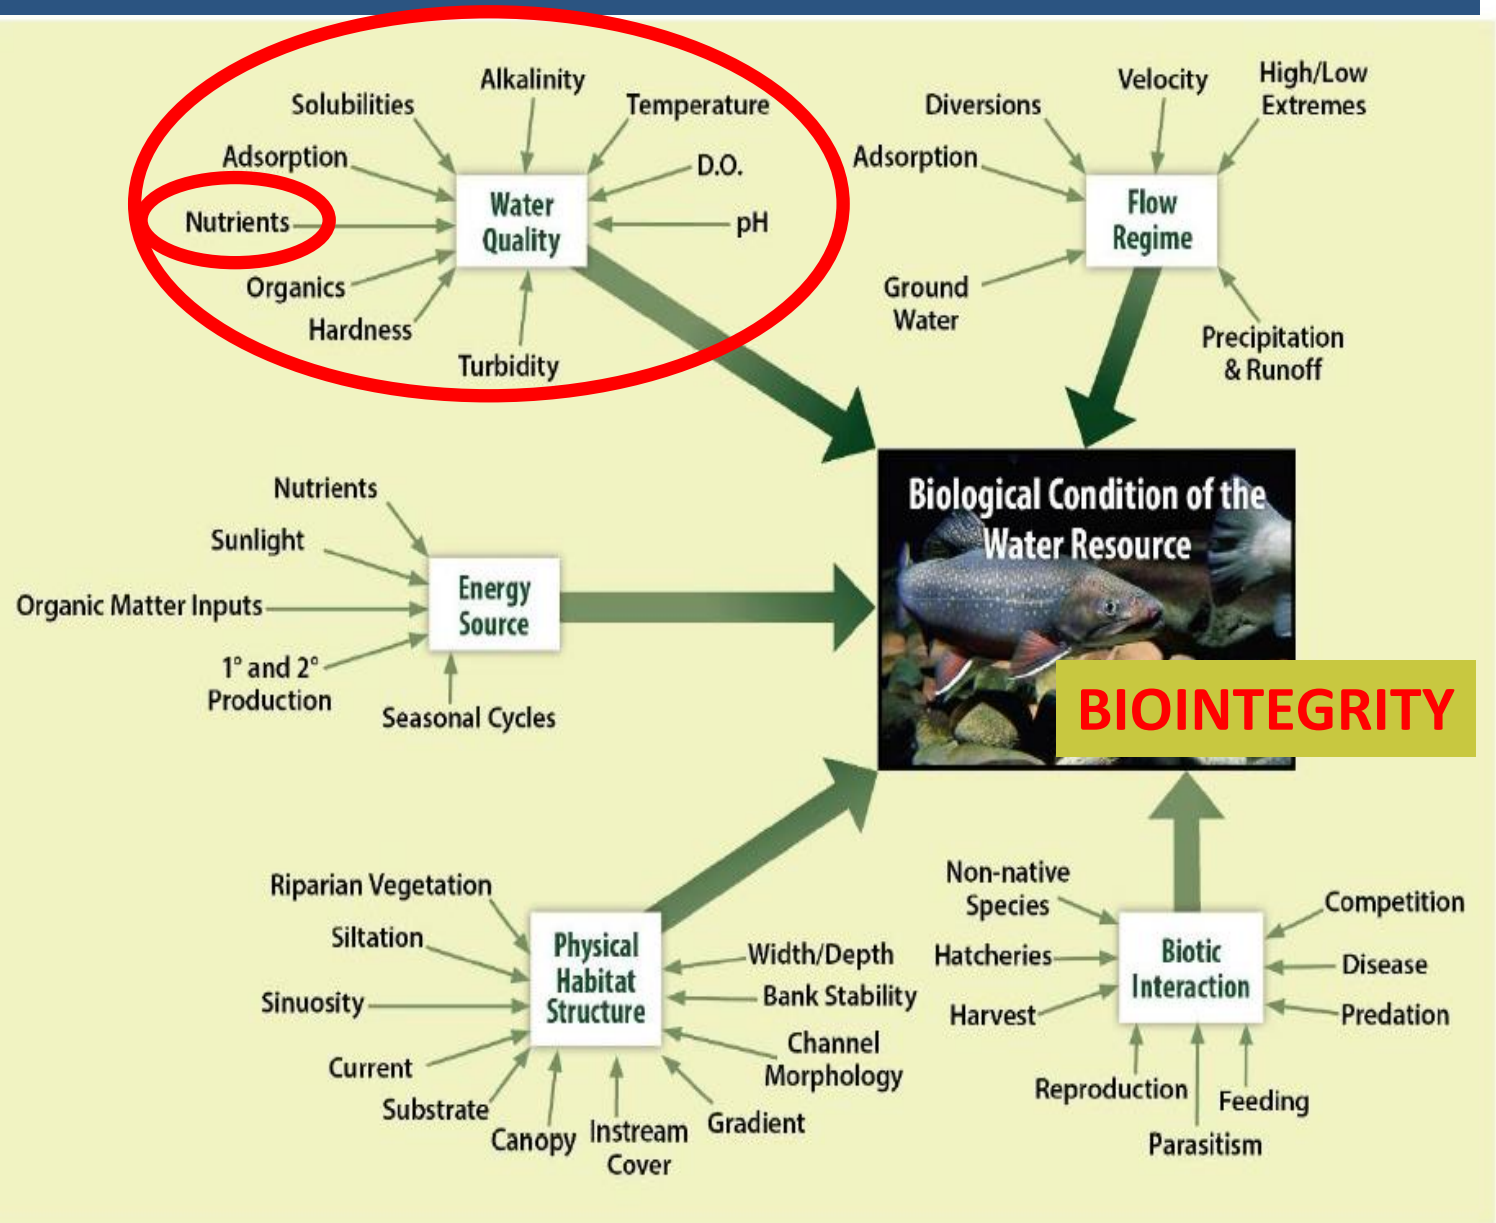 Alkalinity
Solubilities
Temperature
Adsorption
D.O.
Nutrients
pH
Organics
Hardness
Turbidity
Water
Quality
Diversions
Velocity
High/Low
Extremes
Adsorption
Ground
Water
Precipitation
& Runoff
Flow
Regime
Nutrients
Sunlight
Organic Matter Inputs
1° and 2°
Production
Seasonal Cycles
Energy
Source
Biological Condition of the
Water Resource
BIOINTEGRITY
Riparian Vegetation
Siltation
Sinuosity
Current
Substrate
Canopy
Instream
Cover
Gradient
Channel
Morphology
Bank Stability
Width/Depth
Physical
Habitat
Structure
Non-native
Species
Hatcheries
Harvest
Reproduction
Parasitism
Feeding
Predation
Disease
Competition
Biotic
Interaction